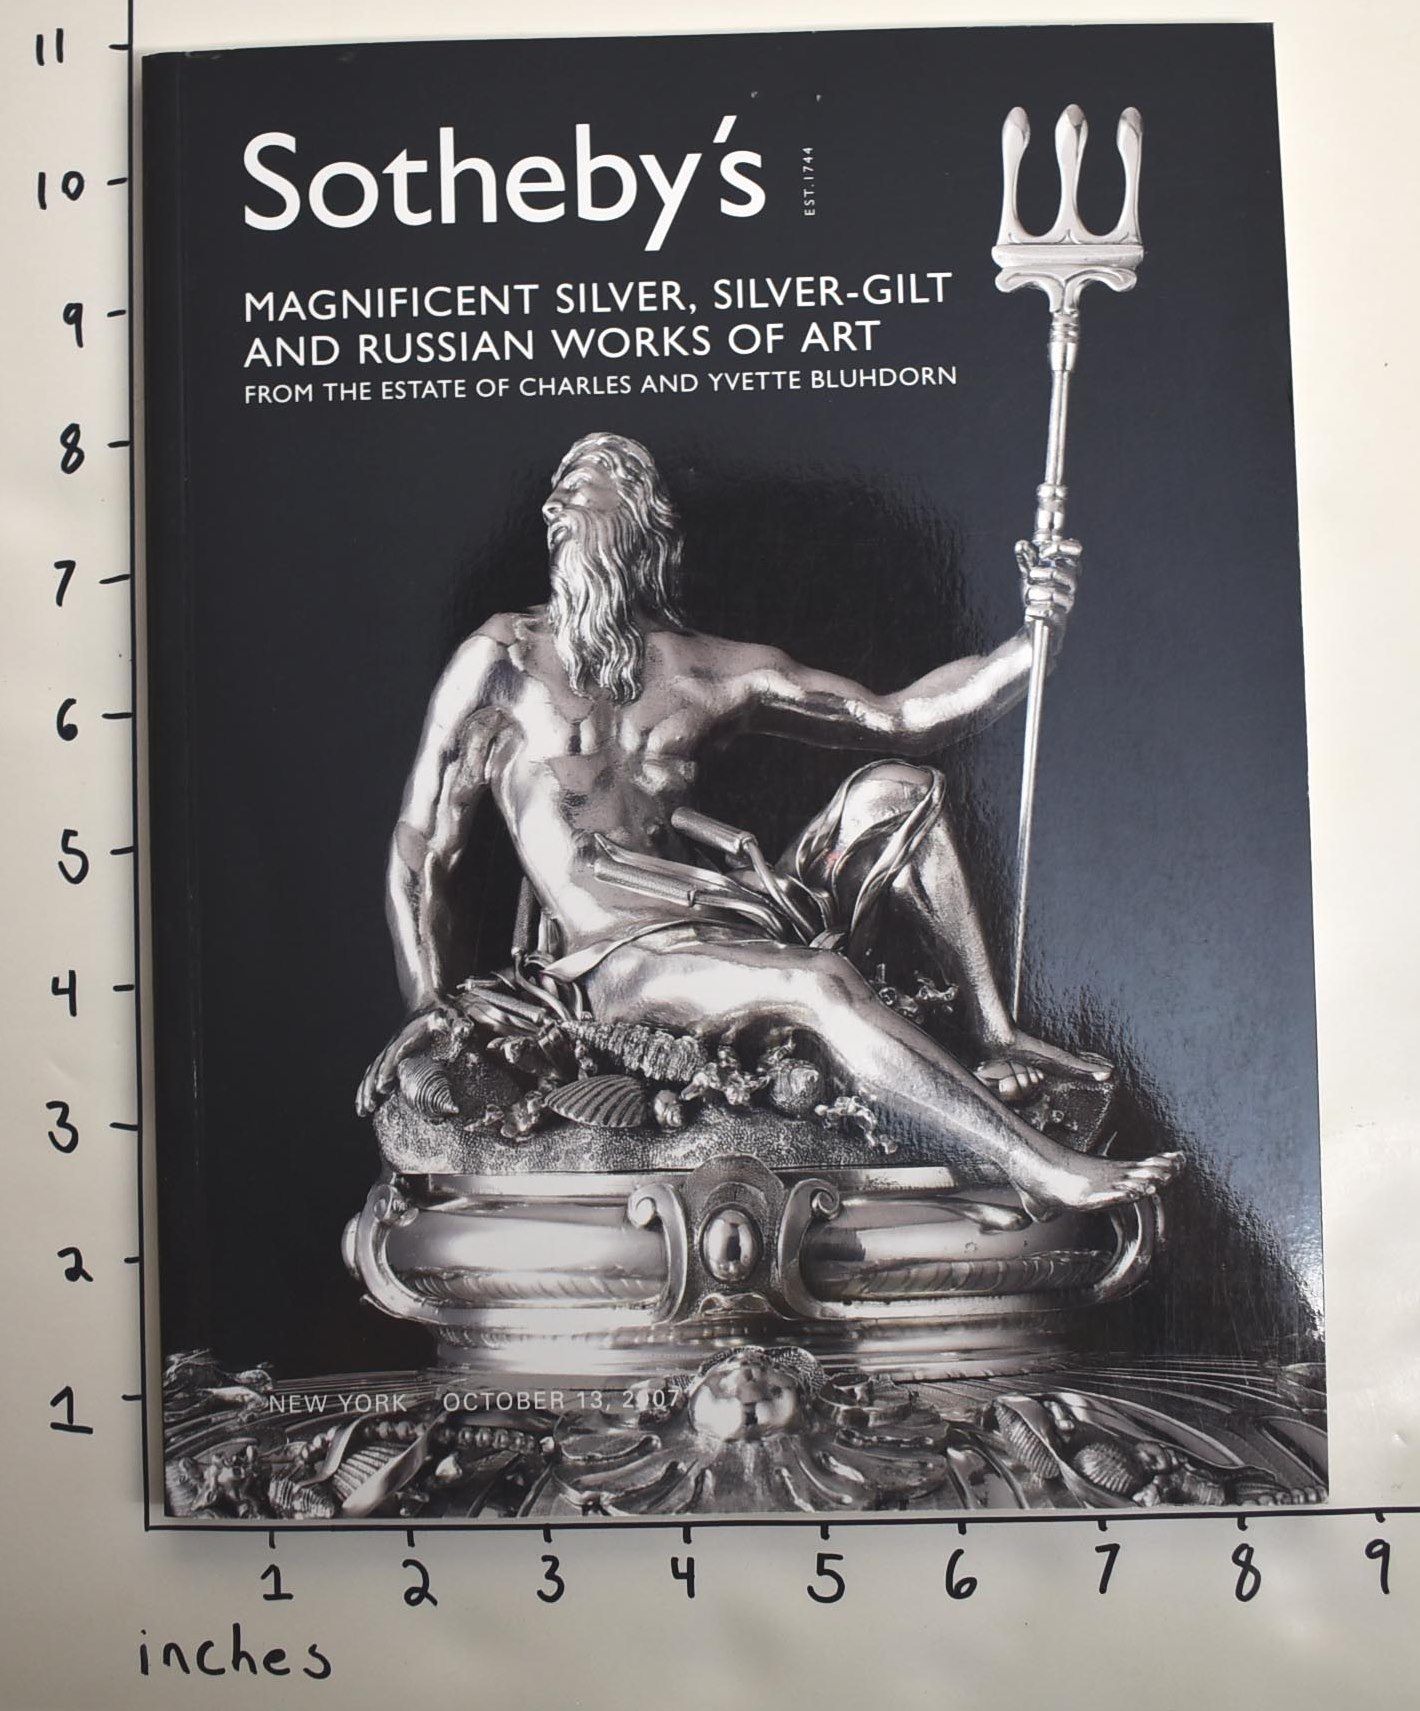 Sotheby's
EST. 1744
MAGNIFICENT SILVER, SILVER-GILT
AND RUSSIAN WORKS OF ART
FROM THE ESTATE OF CHARLES AND YVETTE BLUHDORN
NEW YORK OCTOBER 13, 2007
11
10
9
8
7
6
5
4
3
2
1
1 2 3 4 5 6 7 8 9
inches